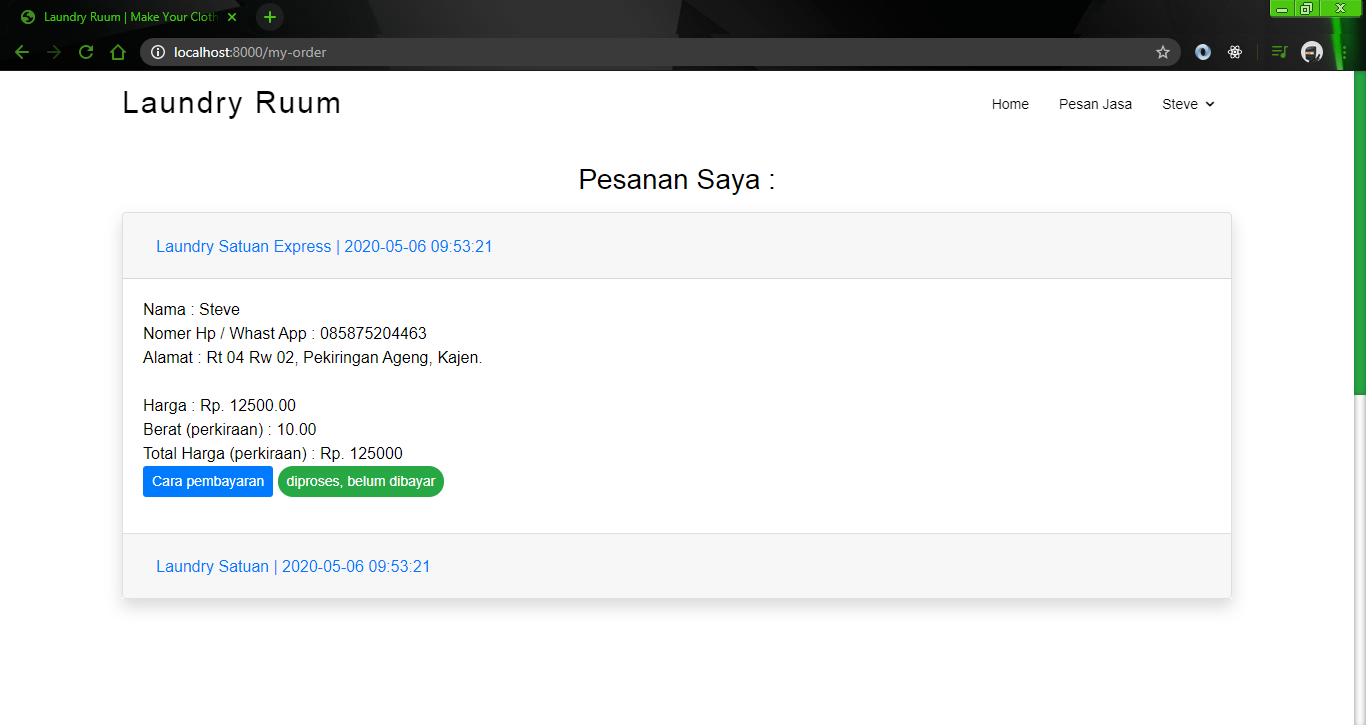 Laundry Ruum | Make Your Cloth
localhost:8000/my-order
Laundry Ruum
Home
Pesan Jasa
Steve
Pesanan Saya :
Laundry Satuan Express | 2020-05-06 09:53:21
Nama : Steve
Nomer Hp / Whast App : 085875204463
Alamat : Rt 04 Rw 02, Pekiringan Ageng, Kajen.
Harga : Rp. 12500.00
Berat (perkiraan) : 10.00
Total Harga (perkiraan) : Rp. 125000
Cara pembayaran
diproses, belum dibayar
Laundry Satuan | 2020-05-06 09:53:21